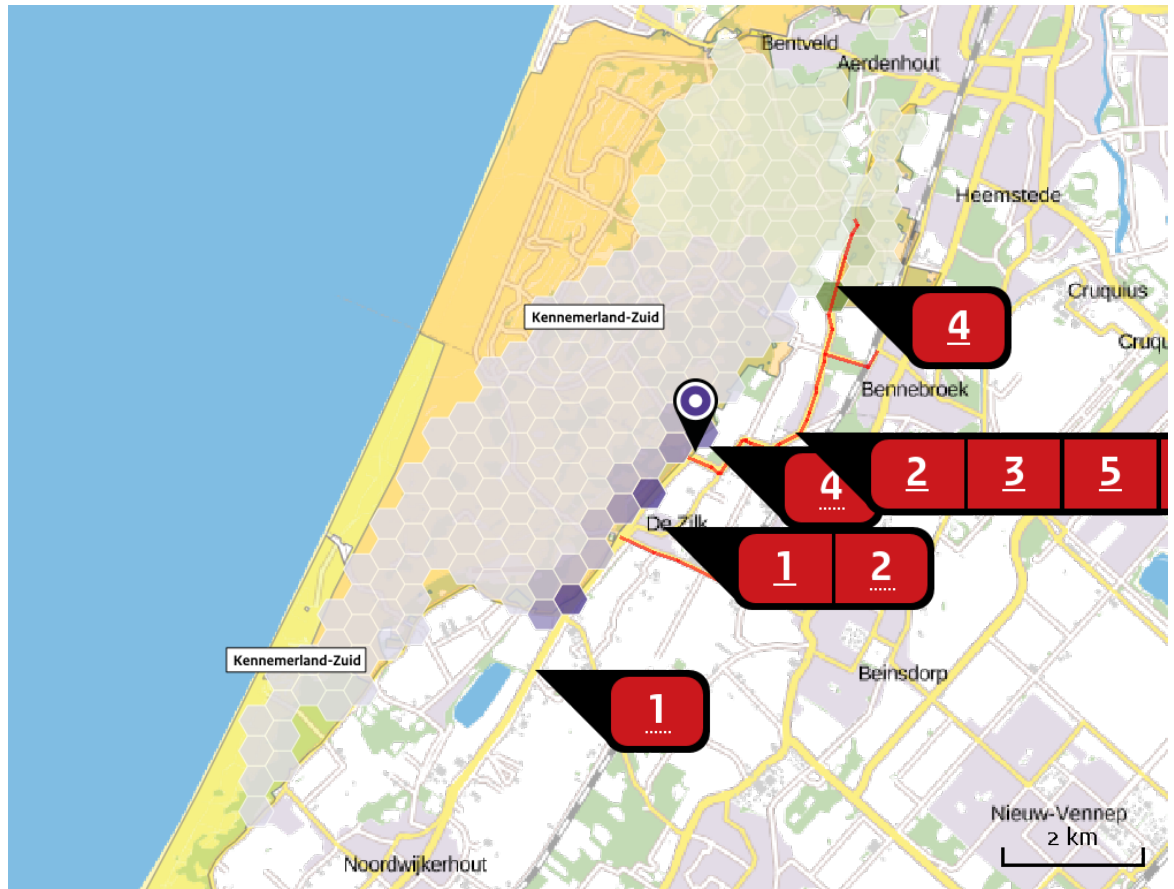 Bentveld
Aerdenhout
Heemstede
Cruquius
Kennemerland-Zuid
4
Cruqu
Bennebroek
2 3 5
4
De Zilk
1 2
Kennemerland-Zuid
Beinsdorp
1
Nieuw-Vennep
2 km
Noordwijkerhout